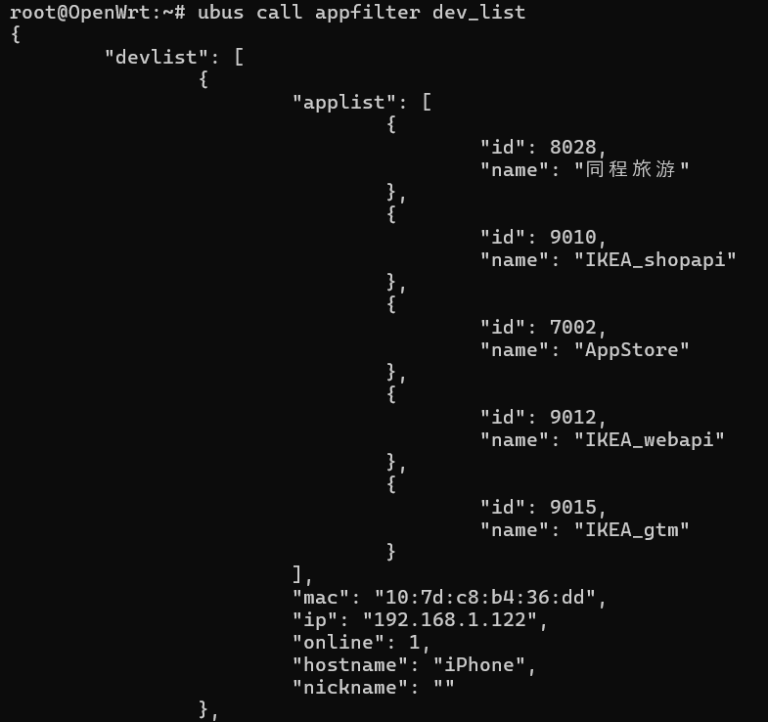 root@OpenWrt:~# ubus call appfilter dev_list
{
"devlist": [
{
"applist": [
{
"id": 8028,
"name": "同程旅游"
},
{
"id": 9010,
"name": "IKEA_shopapi"
},
{
"id": 7002,
"name": "AppStore"
},
{
"id": 9012,
"name": "IKEA_webapi"
},
{
"id": 9015,
"name": "IKEA_gtm"
}
],
"mac": "10:7d:c8:b4:36:dd",
"ip": "192.168.1.122",
"online": 1,
"hostname": "iPhone",
"nickname": ""
},